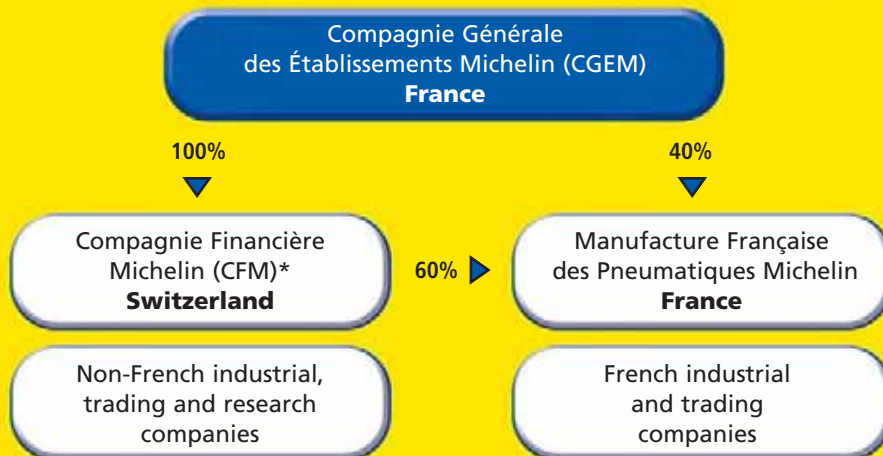 Compagnie Générale
des Établissements Michelin (CGEM)
France
100%
40%
Compagnie Financière
Michelin (CFM)*
Switzerland
60%
Manufacture Française
des Pneumatiques Michelin
France
Non-French industrial,
trading and research
companies
French industrial
and trading
companies